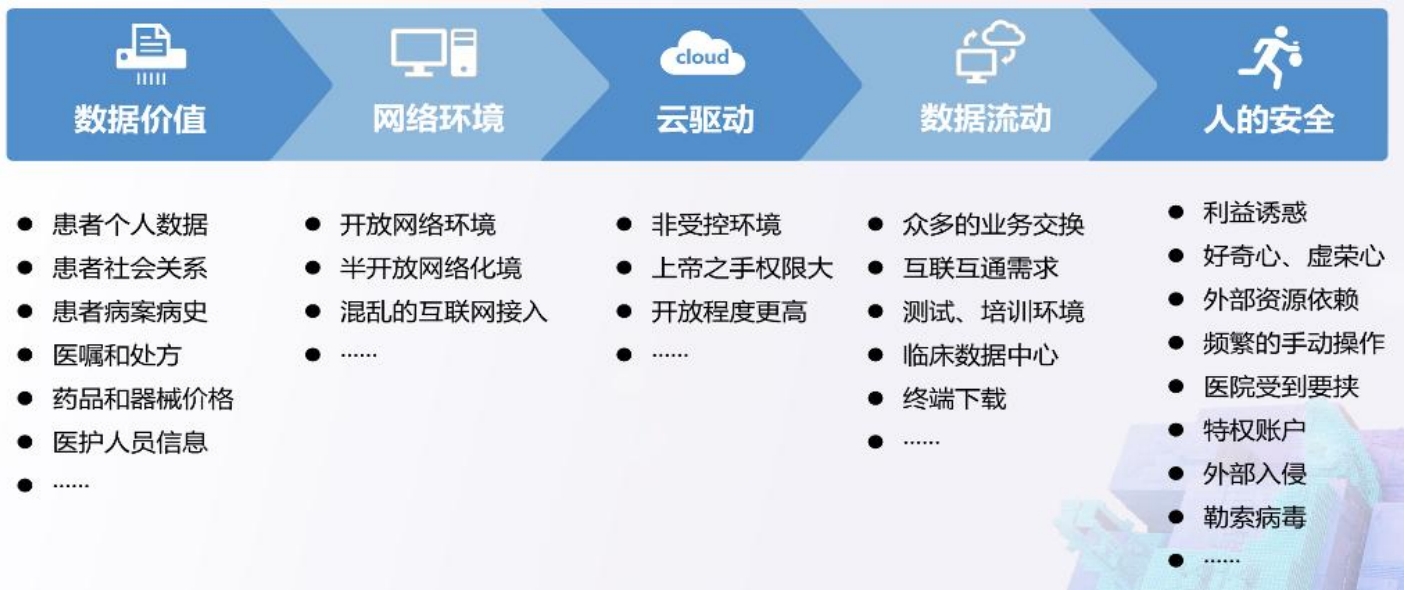 数据价值
网络环境
cloud
云驱动
数据流动
人的安全
● 患者个人数据
● 患者社会关系
● 患者病案病史
● 医嘱和处方
● 药品和器械价格
● 医护人员信息
● ……
● 开放网络环境
● 半开放网络化境
● 混乱的互联网接入
● ……
● 非受控环境
● 上帝之手权限大
● 开放程度更高
● ……
● 众多的业务交换
● 互联互通需求
● 测试、培训环境
● 临床数据中心
● 终端下载
● ……
● 利益诱惑
● 好奇心、虚荣心
● 外部资源依赖
● 频繁的手动操作
● 医院受到要挟
● 特权账户
● 外部入侵
● 勒索病毒
● ……